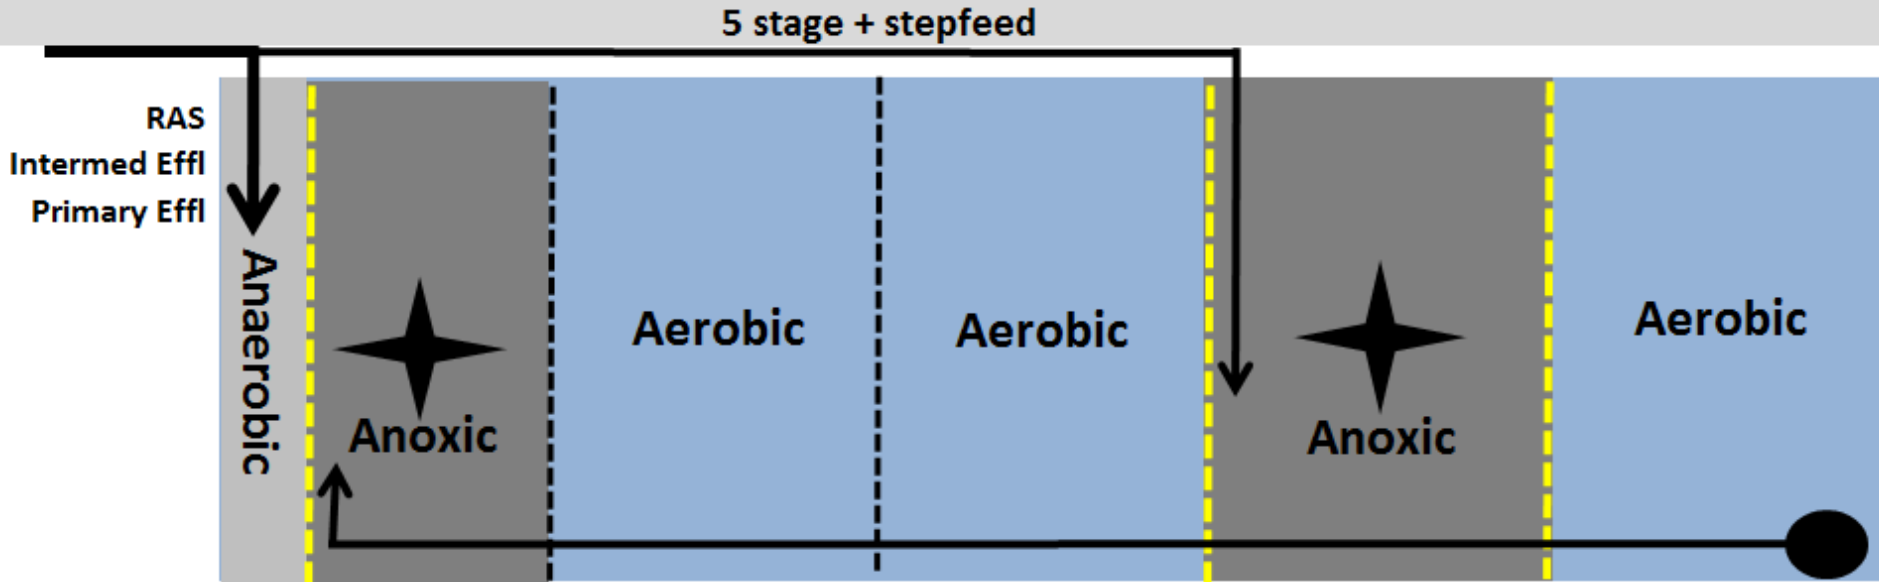 5 stage + stepfeed
RAS
Intermed Effl
Primary Effl
Anaerobic
Anoxic
Aerobic
Aerobic
Anoxic
Aerobic